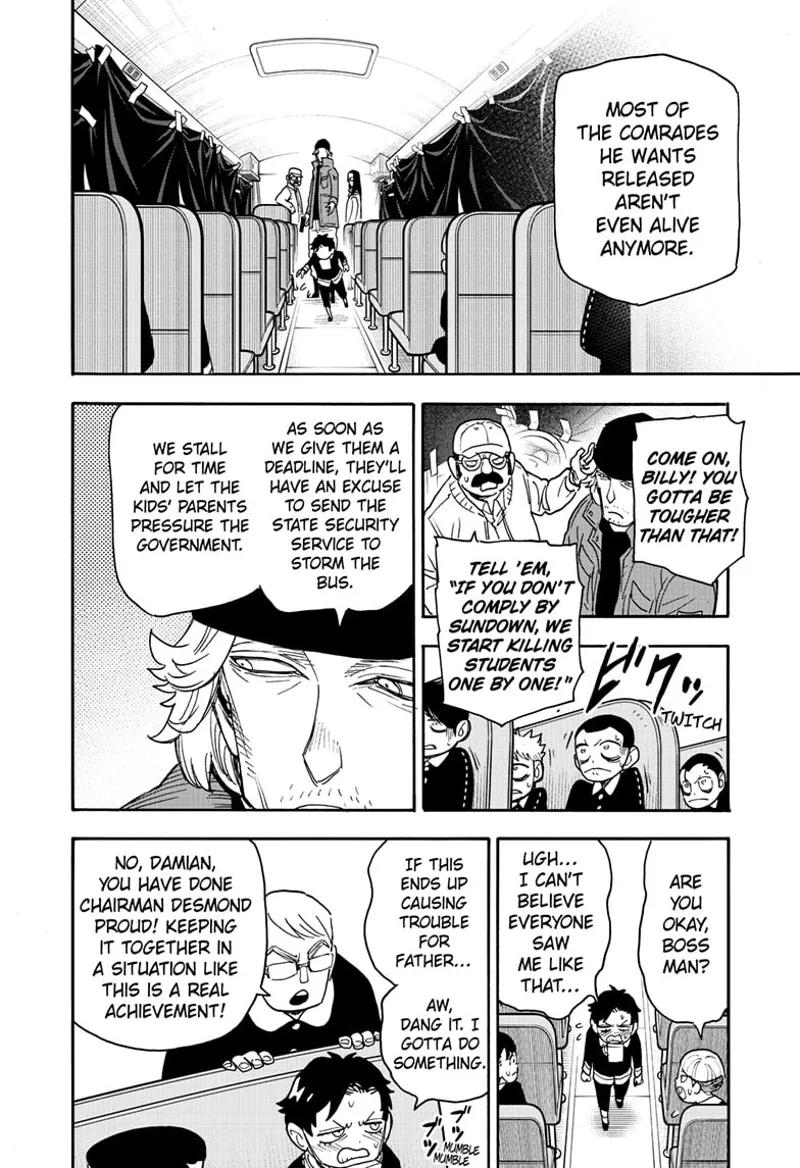 MOST OF
THE COMRADES
HE WANTS
RELEASED
AREN'T
EVEN ALIVE
ANYMORE.
COME ON,
BILLY! YOU
GOTTA BE
TOUGHER
THAN THAT!
TELL 'EM,
"IF YOU DON'T
COMPLY BY
SUNDOWN, WE
START KILLING
STUDENTS
ONE BY ONE!"
AS SOON AS
WE GIVE THEM A
DEADLINE, THEY'LL
HAVE AN EXCUSE
TO SEND THE
STATE SECURITY
SERVICE TO
STORM THE
BUS.
WE STALL
FOR TIME
AND LET THE
KIDS' PARENTS
PRESSURE THE
GOVERNMENT.
ビクッ
TWITCH
ARE
YOU
OKAY,
BOSS
MAN?
UGH...
I CAN'T
BELIEVE
EVERYONE
SAW
ME LIKE
THAT...
IF THIS
ENDS UP
CAUSING
TROUBLE
FOR
FATHER...
AW,
DANG IT. I
GOTTA DO
SOMETHING.
NO, DAMIAN,
YOU HAVE DONE
CHAIRMAN DESMOND
PROUD! KEEPING
IT TOGETHER IN
A SITUATION LIKE
THIS IS A REAL
ACHIEVEMENT!
ブツ
ブツ
MUMBLE
MUMBLE